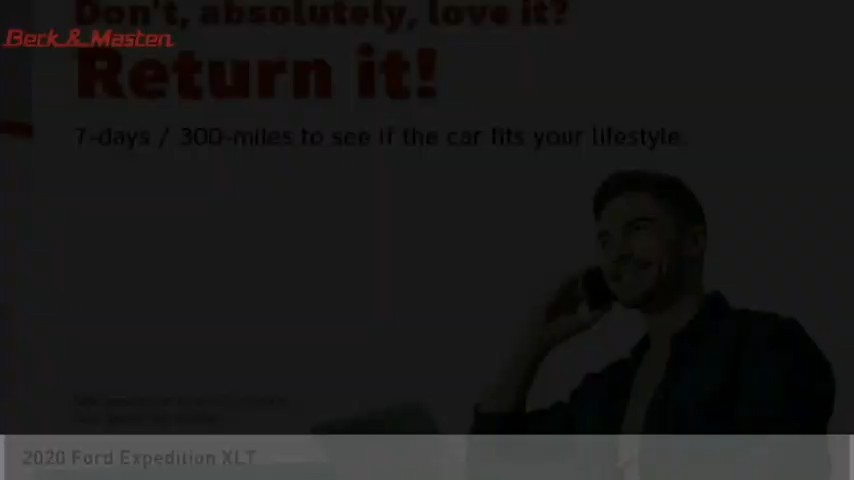 Don't, absolutely, love it?
Beck & Masten
Return it!
7-days / 300-miles to see if the car fits your lifestyle.
2020 Ford Expedition XLT